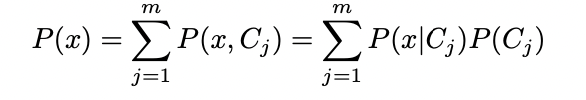 P(x) = \sum_{j=1}^{m} P(x, C_j) = \sum_{j=1}^{m} P(x|C_j)P(C_j)